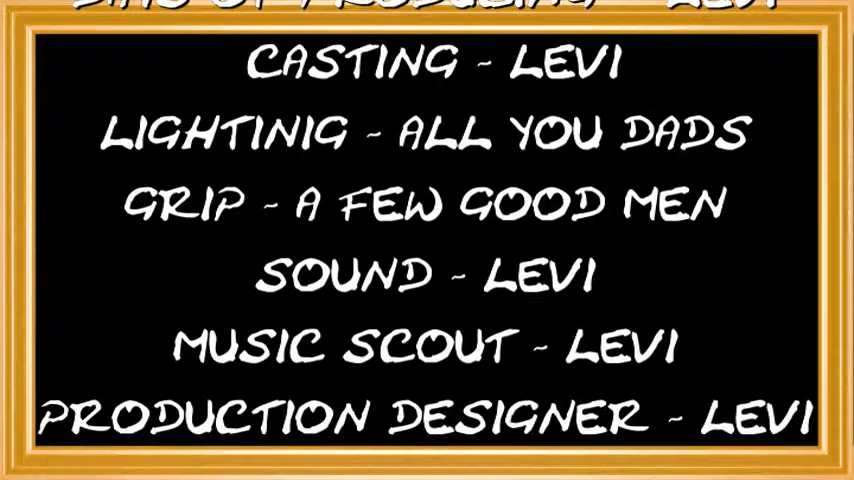 CASTING ~ LEVI
LIGHTINIG ~ ALL YOU DADS
GRIP ~ A FEW GOOD MEN
SOUND ~ LEVI
MUSIC SCOUT ~ LEVI
PRODUCTION DESIGNER ~ LEVI